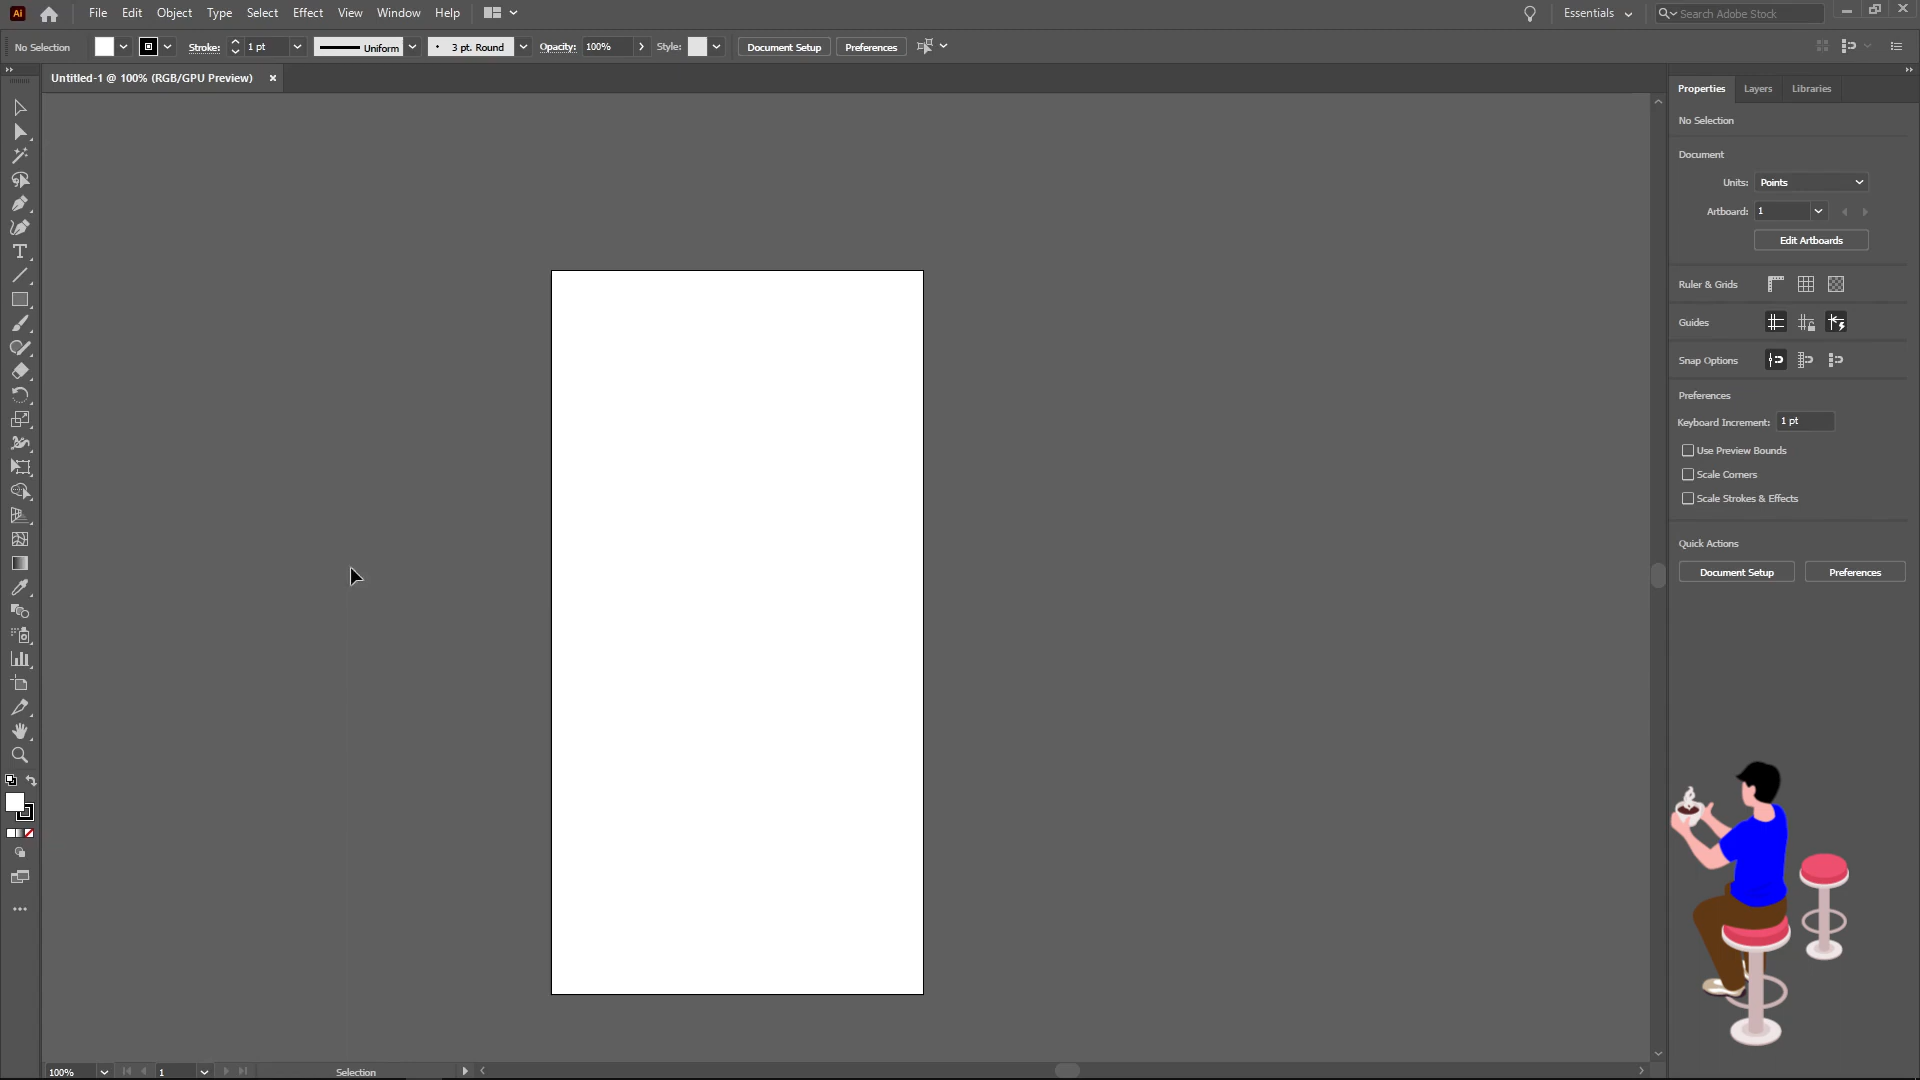 Ai File Edit Object Type Select Effect View Window Help Essentials Search Adobe Stock
No Selection Stroke: 1 pt Uniform 3 pt. Round Opacity: 100% Style: Document Setup Preferences
Untitled-1 @ 100% (RGB/GPU Preview) ×
Properties Layers Libraries
No Selection
Document
Units: Points
Artboard: 1
Edit Artboards
Ruler & Grids
Guides
Snap Options
Preferences
Keyboard Increment: 1 pt
Use Preview Bounds
Scale Corners
Scale Strokes & Effects
Quick Actions
Document Setup Preferences
100% 1 Selection